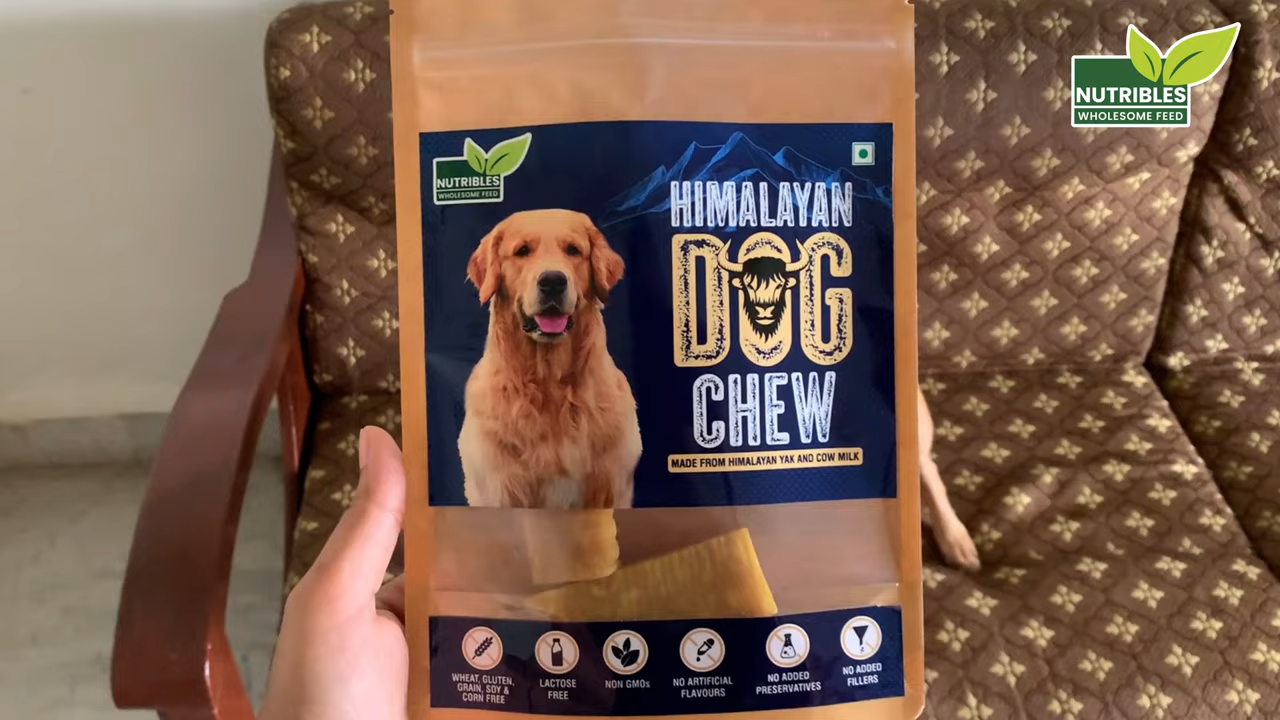 NUTRIBLES
WHOLESOME FEED
NUTRIBLES
WHOLESOME FEED
HIMALAYAN
DOG
CHEW
MADE FROM HIMALAYAN YAK AND COW MILK
WHEAT, GLUTEN,
GRAIN, SOY &
CORN FREE
LACTOSE
FREE
NON GMOs
NO ARTIFICIAL
FLAVOURS
NO ADDED
PRESERVATIVES
NO ADDED
FILLERS